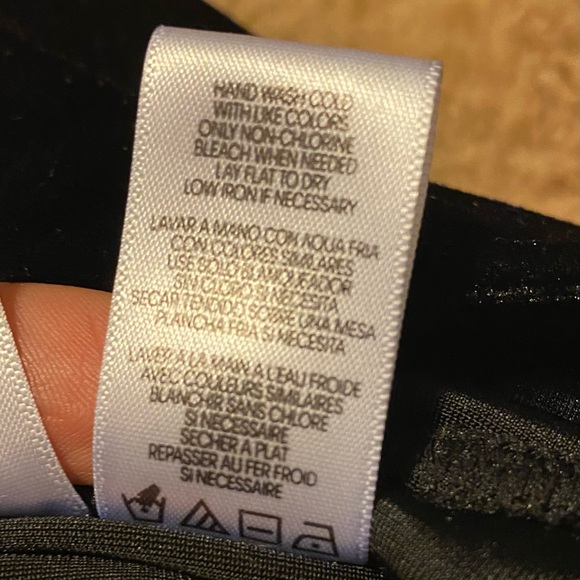 HAND WASH COLD
WITH LIKE COLORS
ONLY NON-CHLORINE
BLEACH WHEN NEEDED
LAY FLAT TO DRY
LOW IRON IF NECESSARY
LAVAR A MANO CON AGUA FRIA
CON COLORES SIMILARES
USE SOLO BLANQUEADOR
SIN CLORO SI NECESITA
SECAR TENDIDO SOBRE UNA MESA
PLANCHA FRIA SI NECESITA
LAVER A LA MAIN A L'EAU FROIDE
AVEC COULEURS SIMILAIRES
BLANCHIR SANS CHLORE
SI NECESSAIRE
SECHER A PLAT
REPASSER AU FER FROID
SI NECESSAIRE